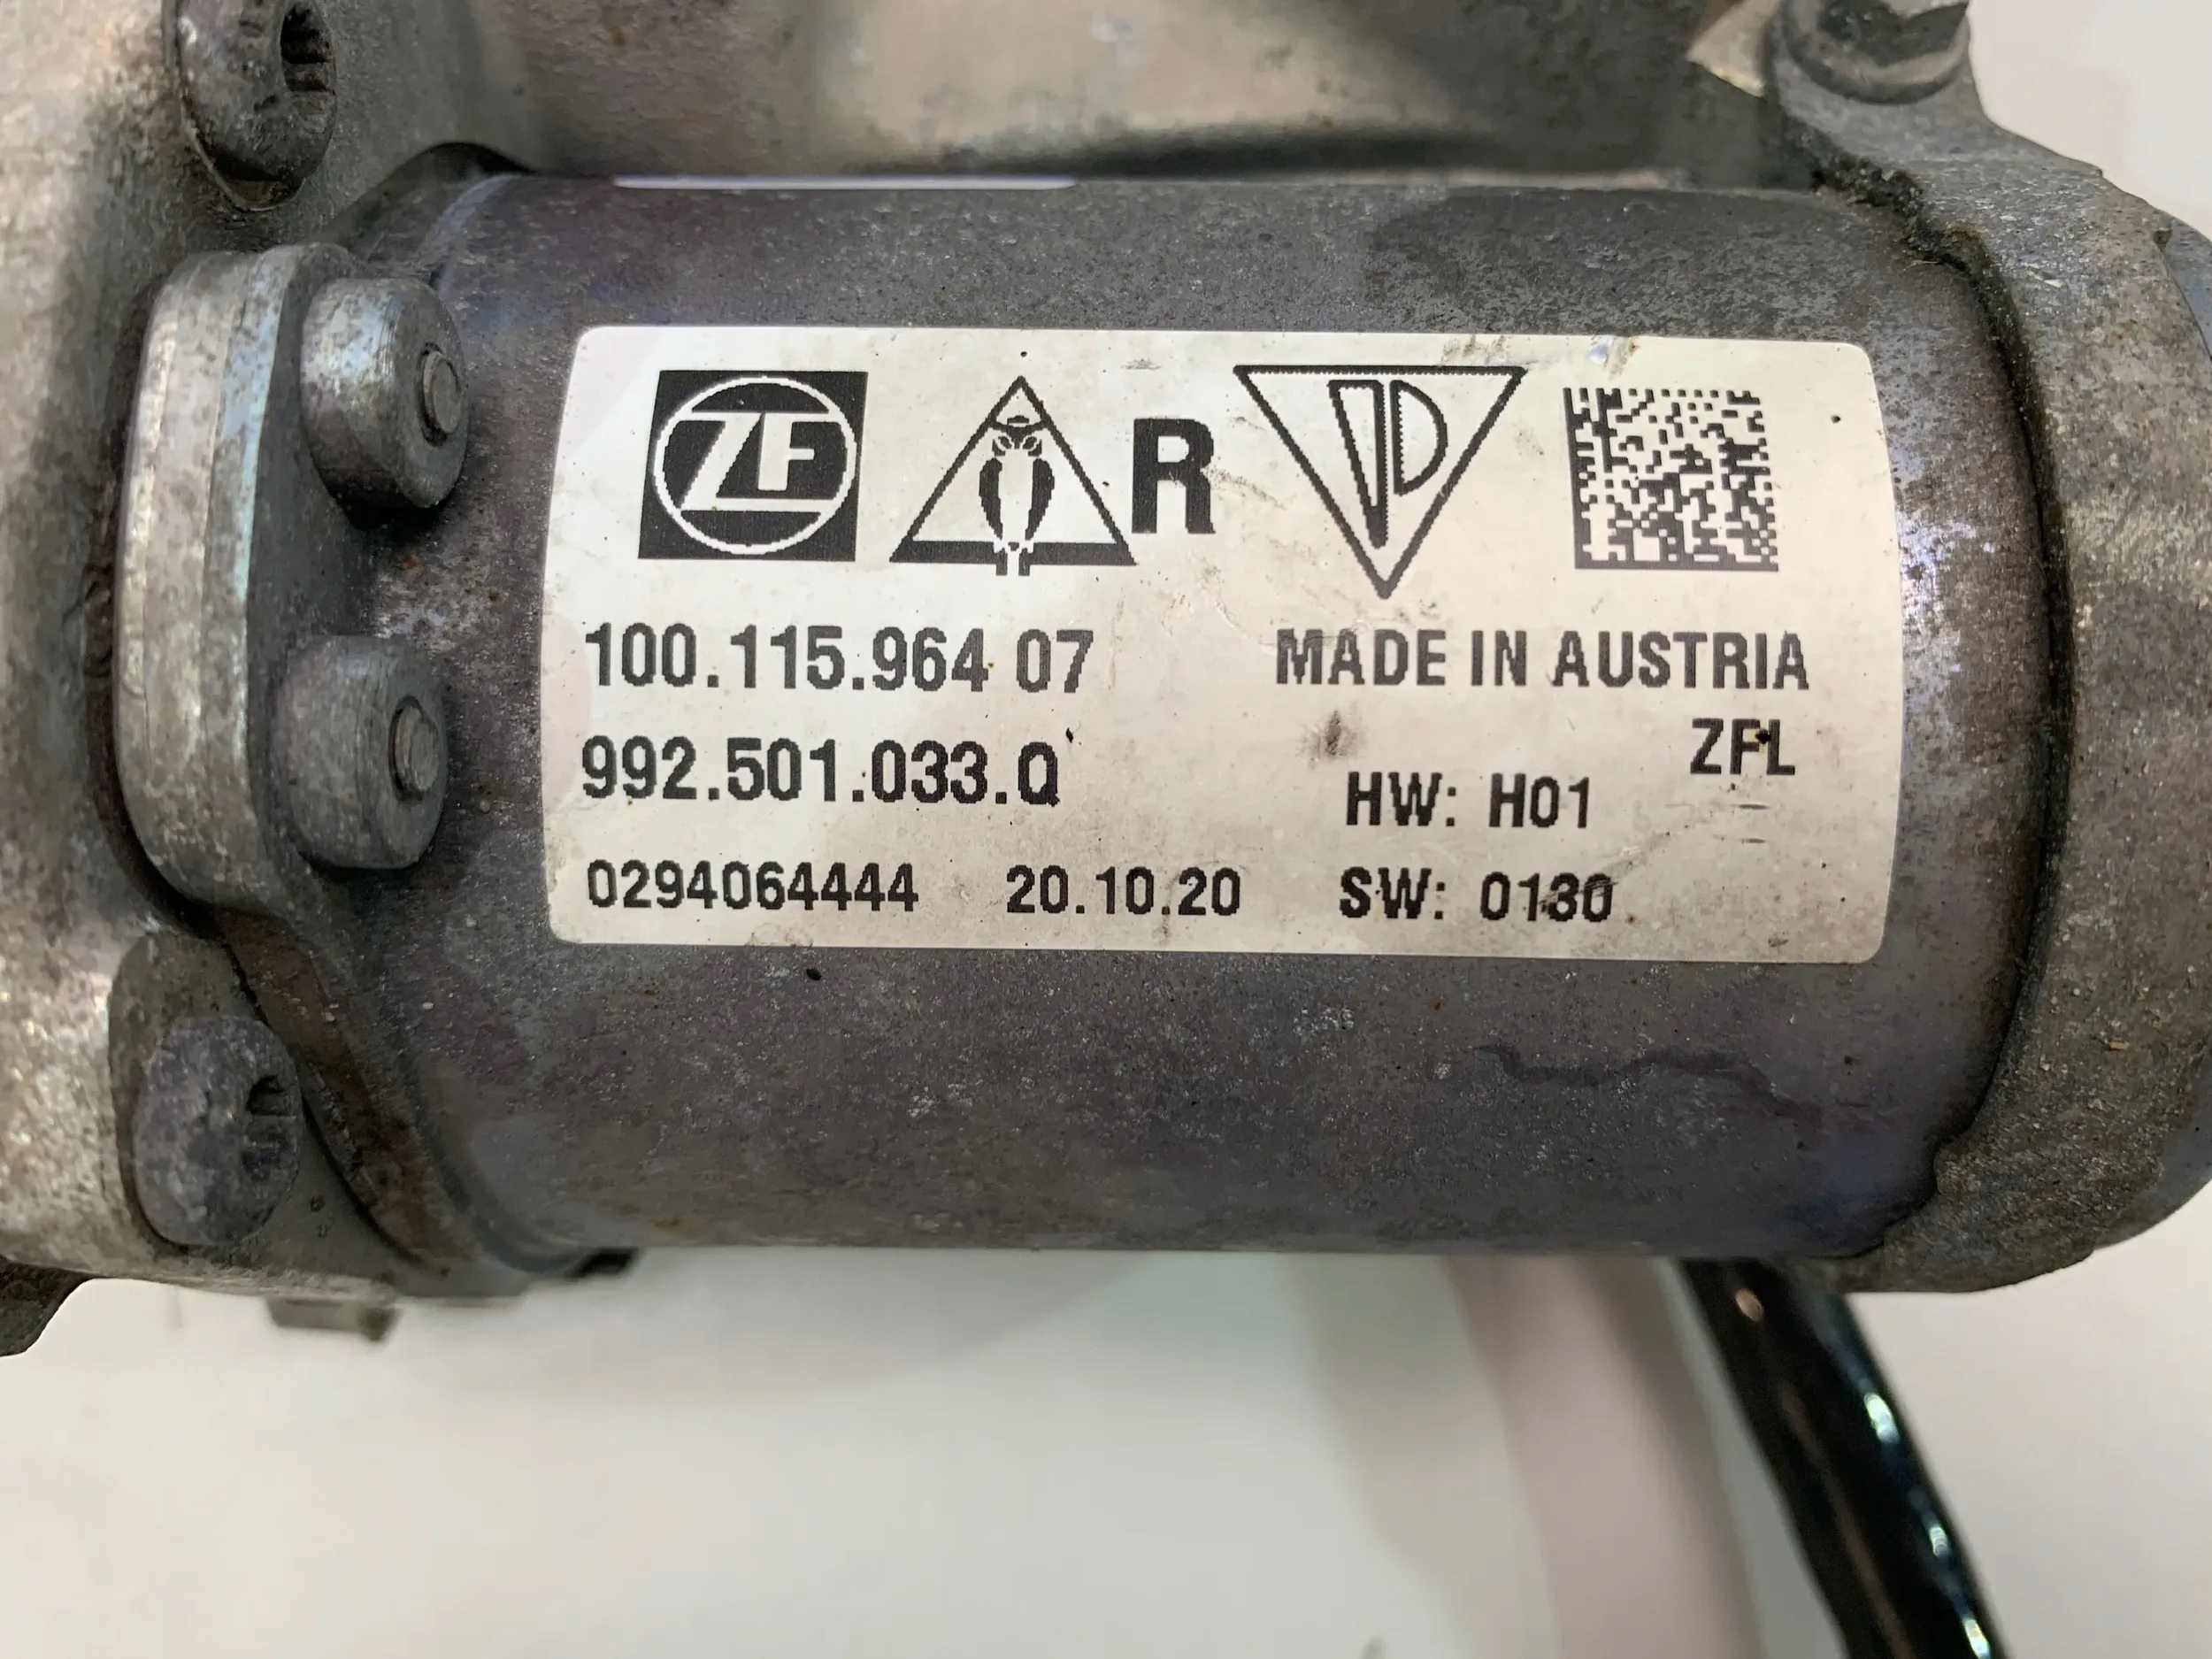 ZF R
100.115.964 07 MADE IN AUSTRIA
ZFL
992.501.033.Q HW: H01
0294064444 20.10.20 SW: 0130